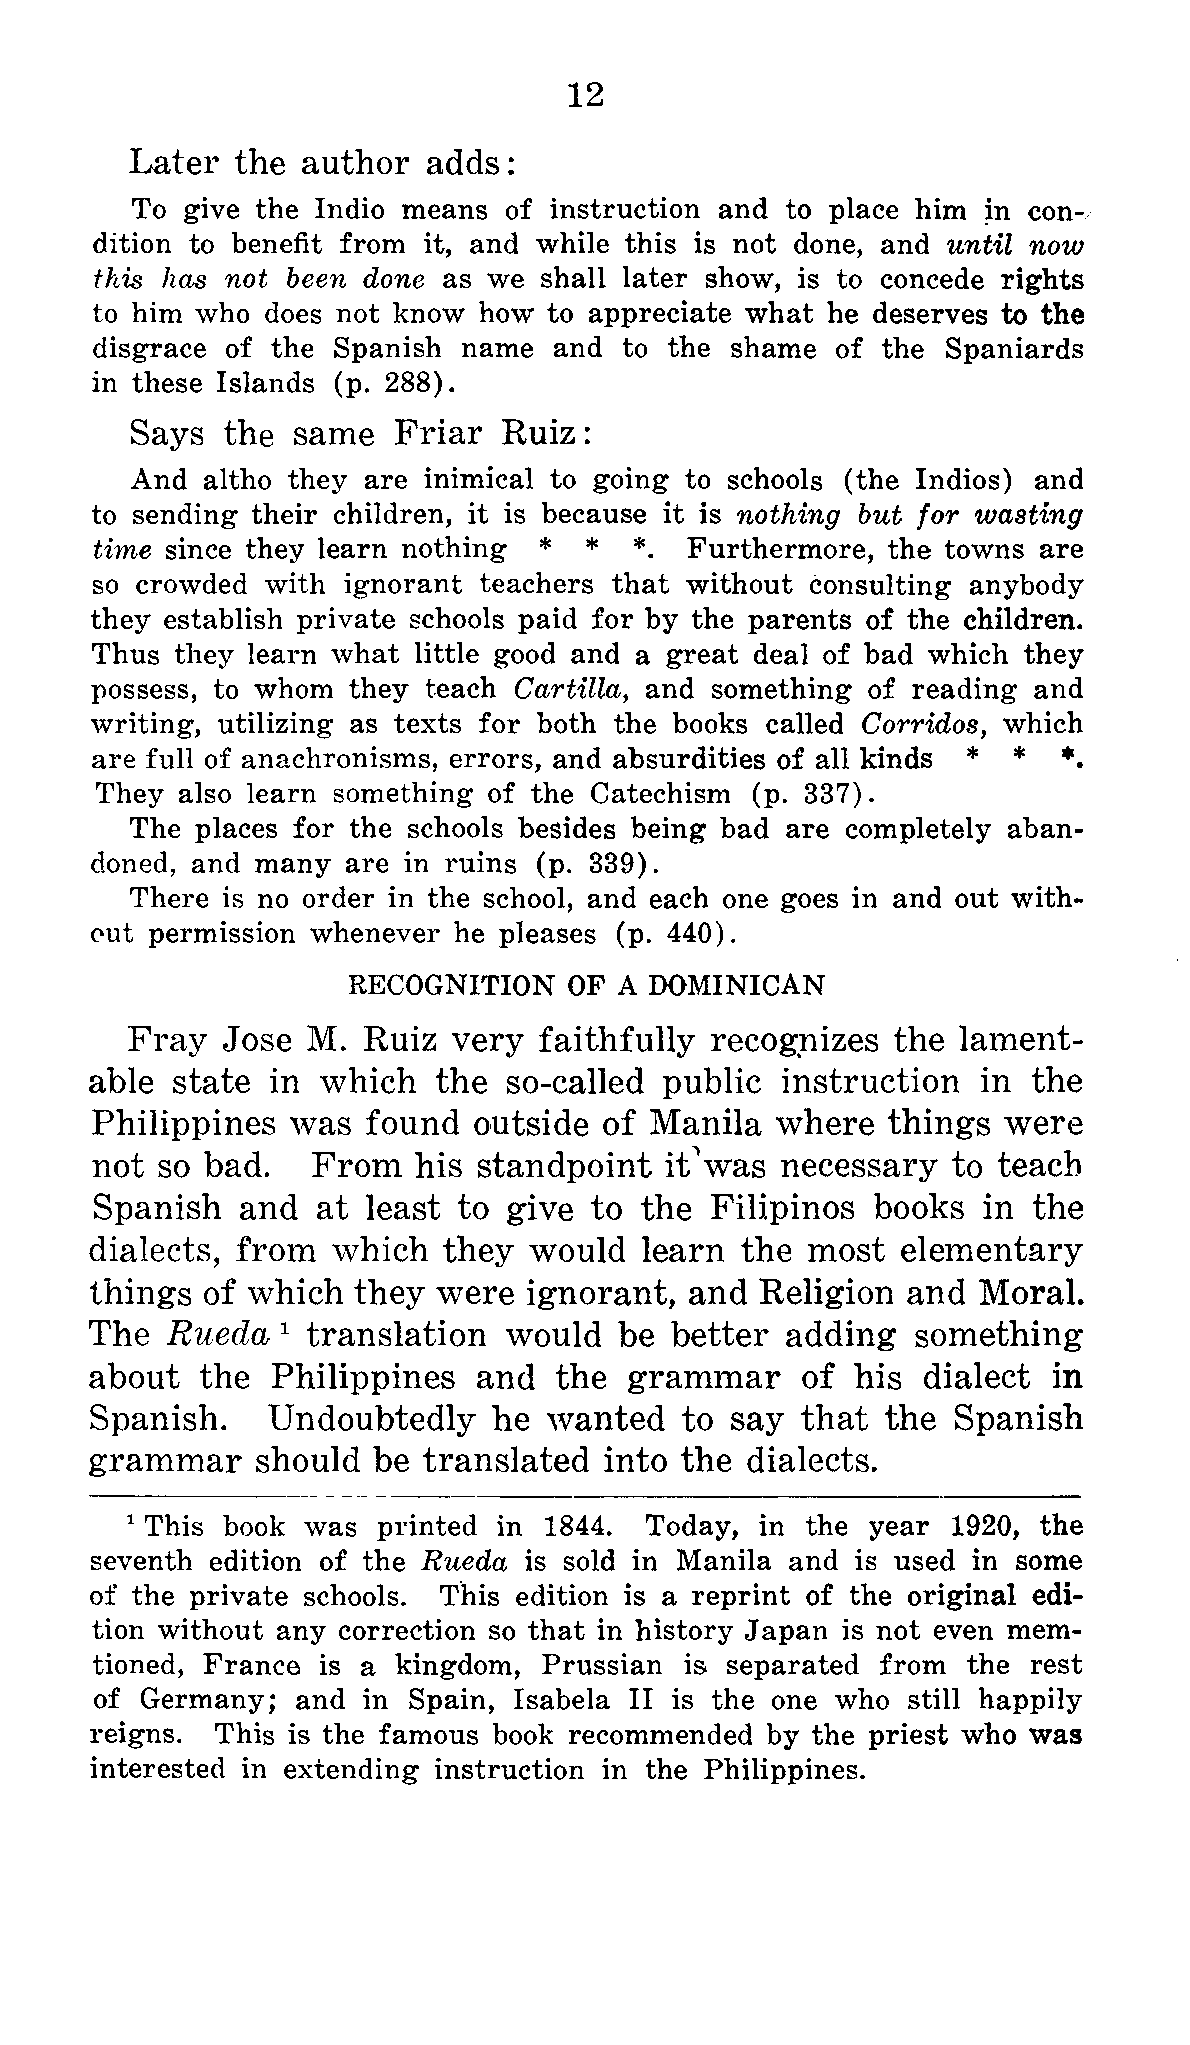 12
Later the author adds:
To give the Indio means of instruction and to place him in con-
dition to benefit from it, and while this is not done, and until now
this has not been done as we shall later show, is to concede rights
to him who does not know how to appreciate what he deserves to the
disgrace of the Spanish name and to the shame of the Spaniards
in these Islands (p. 288).
Says the same Friar Ruiz:
And altho they are inimical to going to schools (the Indios) and
to sending their children, it is because it is nothing but for wasting
time since they learn nothing * * *. Furthermore, the towns are
so crowded with ignorant teachers that without consulting anybody
they establish private schools paid for by the parents of the children.
Thus they learn what little good and a great deal of bad which they
possess, to whom they teach Cartilla, and something of reading and
writing, utilizing as texts for both the books called Corridos, which
are full of anachronisms, errors, and absurdities of all kinds * * *.
They also learn something of the Catechism (p. 337).
The places for the schools besides being bad are completely aban-
doned, and many are in ruins (p. 339).
There is no order in the school, and each one goes in and out with-
out permission whenever he pleases (p. 440).
RECOGNITION OF A DOMINICAN
Fray Jose M. Ruiz very faithfully recognizes the lament-
able state in which the so-called public instruction in the
Philippines was found outside of Manila where things were
not so bad. From his standpoint it was necessary to teach
Spanish and at least to give to the Filipinos books in the
dialects, from which they would learn the most elementary
things of which they were ignorant, and Religion and Moral.
The Rueda ¹ translation would be better adding something
about the Philippines and the grammar of his dialect in
Spanish. Undoubtedly he wanted to say that the Spanish
grammar should be translated into the dialects.
¹ This book was printed in 1844. Today, in the year 1920, the
seventh edition of the Rueda is sold in Manila and is used in some
of the private schools. This edition is a reprint of the original edi-
tion without any correction so that in history Japan is not even mem-
tioned, France is a kingdom, Prussian is separated from the rest
of Germany; and in Spain, Isabela II is the one who still happily
reigns. This is the famous book recommended by the priest who was
interested in extending instruction in the Philippines.